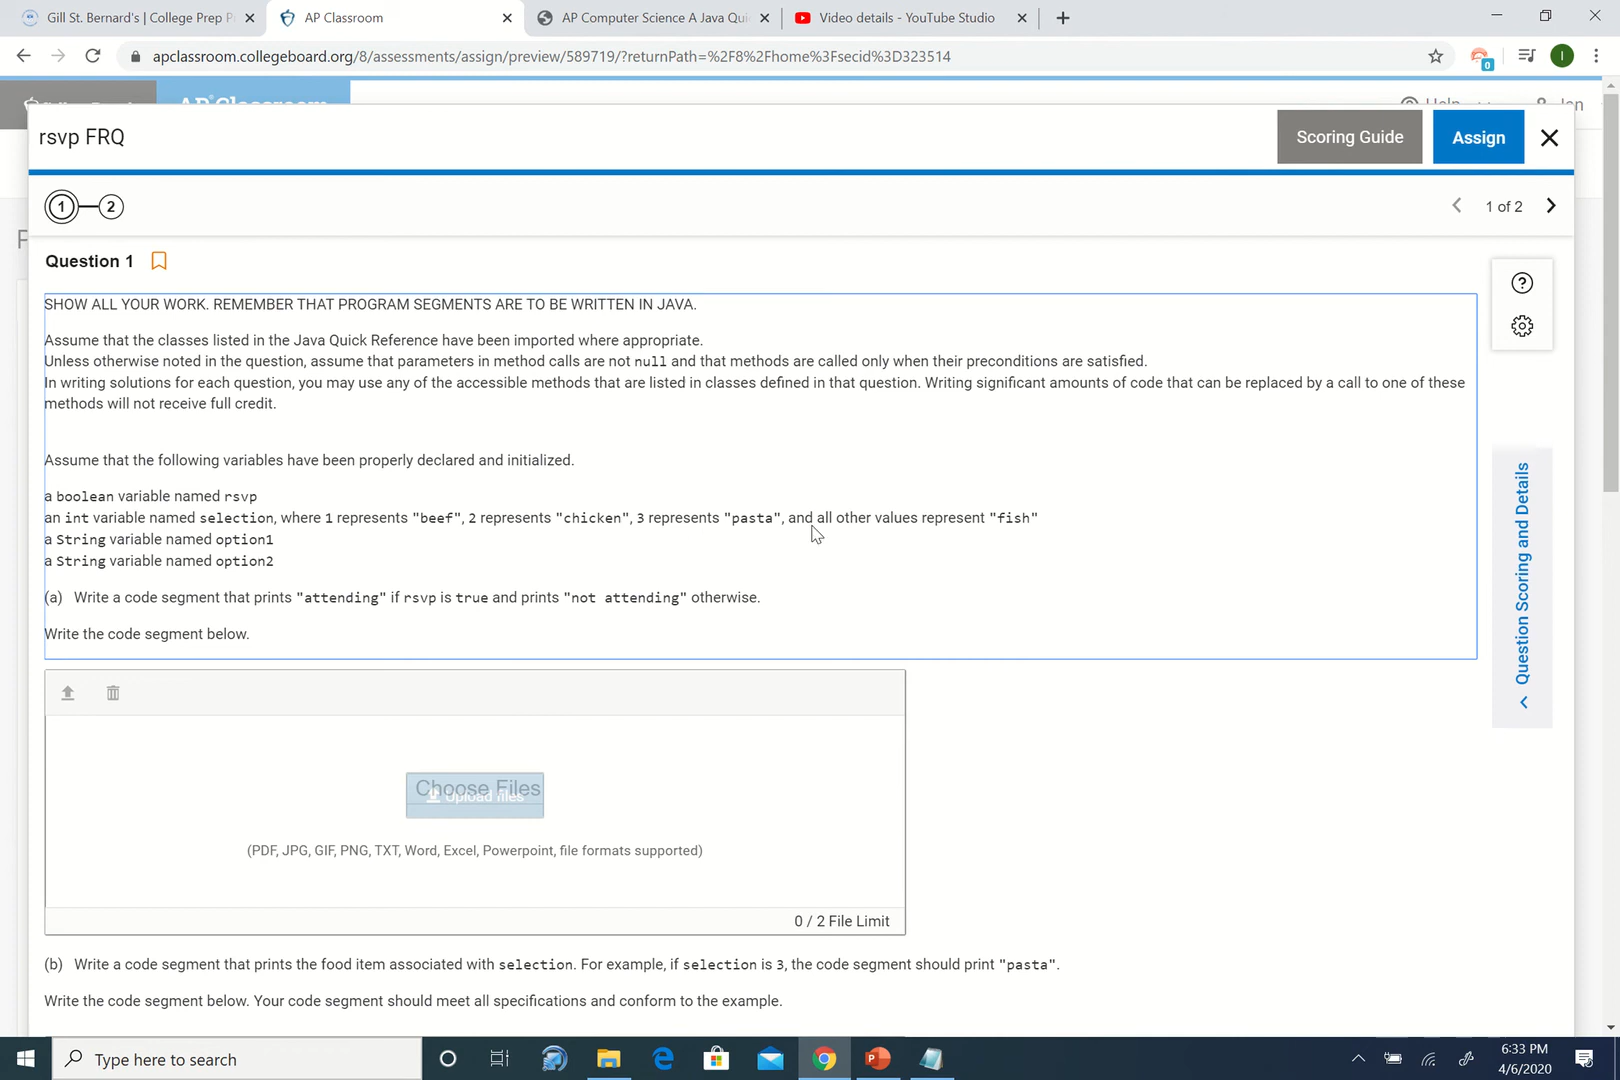 Gill St. Bernard's | College Prep P
AP Classroom
AP Computer Science A Java Qui
Video details - YouTube Studio
apclassroom.collegeboard.org/8/assessments/assign/preview/589719/?returnPath=%2F8%2Fhome%3Fsecid%3D323514
0
I
AP Classroom
Help
Ian
rsvp FRQ
Scoring Guide
Assign
1
2
1 of 2
Question 1
SHOW ALL YOUR WORK. REMEMBER THAT PROGRAM SEGMENTS ARE TO BE WRITTEN IN JAVA.
Assume that the classes listed in the Java Quick Reference have been imported where appropriate.
Unless otherwise noted in the question, assume that parameters in method calls are not null and that methods are called only when their preconditions are satisfied.
In writing solutions for each question, you may use any of the accessible methods that are listed in classes defined in that question. Writing significant amounts of code that can be replaced by a call to one of these
methods will not receive full credit.
Assume that the following variables have been properly declared and initialized.
a boolean variable named rsvp
an int variable named selection, where 1 represents "beef", 2 represents "chicken", 3 represents "pasta", and all other values represent "fish"
a String variable named option1
a String variable named option2
(a) Write a code segment that prints "attending" if rsvp is true and prints "not attending" otherwise.
Write the code segment below.
Question Scoring and Details
Choose Files
Upload files
(PDF, JPG, GIF, PNG, TXT, Word, Excel, Powerpoint, file formats supported)
0 / 2 File Limit
(b) Write a code segment that prints the food item associated with selection. For example, if selection is 3, the code segment should print "pasta".
Write the code segment below. Your code segment should meet all specifications and conform to the example.
Type here to search
6:33 PM
4/6/2020